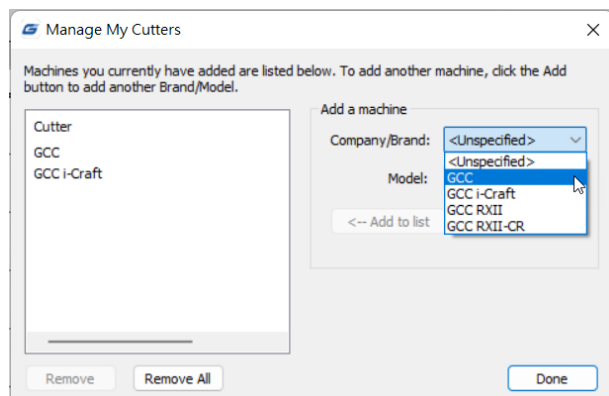 Manage My Cutters
Machines you currently have added are listed below. To add another machine, click the Add
button to add another Brand/Model.
Cutter
GCC
GCC i-Craft
Add a machine
Company/Brand: <Unspecified>
<Unspecified>
GCC
GCC i-Craft
GCC RXII
GCC RXII-CR
Model:
<-- Add to list
Remove
Remove All
Done